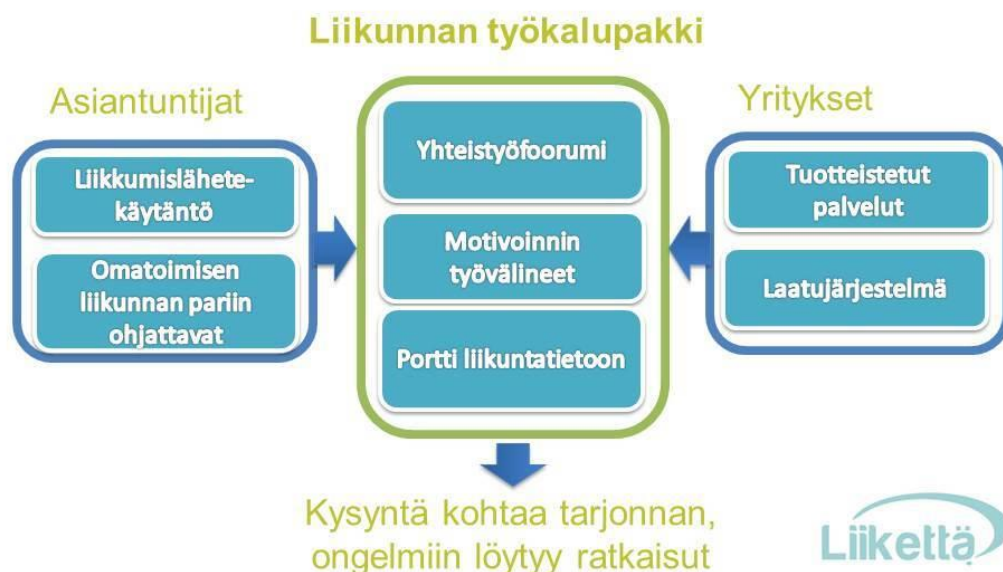 Liikunnan työkalupakki
Asiantuntijat
Liikkumislähete-
käytäntö
Omatoimisen
liikunnan pariin
ohjattavat
Yhteistyöfoorumi
Motivoinnin
työvälineet
Portti liikuntatietoon
Yritykset
Tuotteistetut
palvelut
Laatujärjestelmä
Kysyntä kohtaa tarjonnan,
ongelmiin löytyy ratkaisut
Liikettä